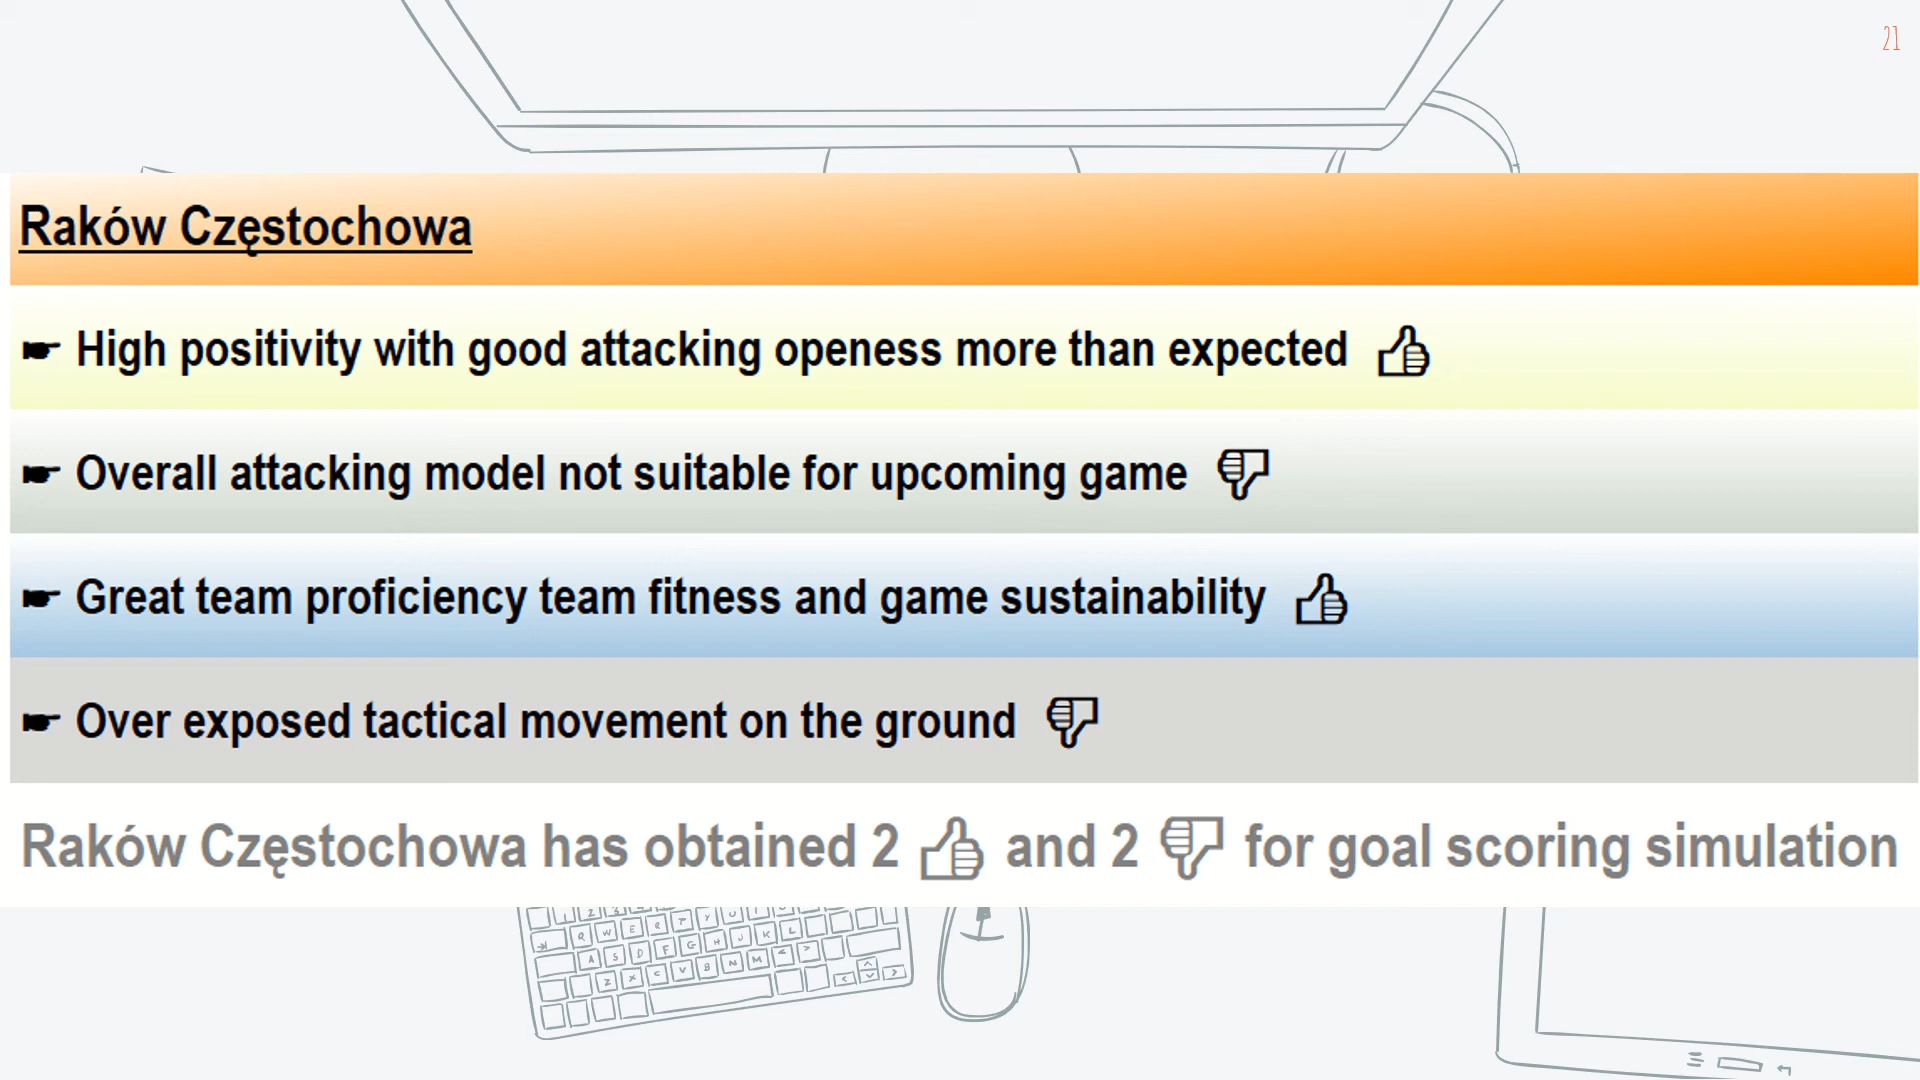 21
Raków Częstochowa
☛ High positivity with good attacking openess more than expected 👍
☛ Overall attacking model not suitable for upcoming game 👎
☛ Great team proficiency team fitness and game sustainability 👍
☛ Over exposed tactical movement on the ground 👎
Raków Częstochowa has obtained 2 👍 and 2 👎 for goal scoring simulation